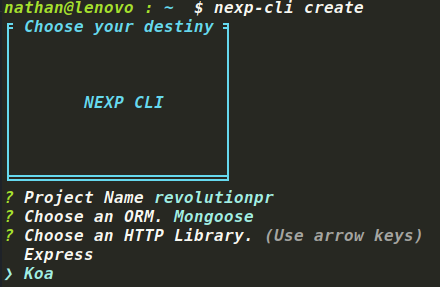 nathan@lenovo : ~ $ nexp-cli create
Choose your destiny
NEXP CLI
? Project Name revolutionpr
? Choose an ORM. Mongoose
? Choose an HTTP Library. (Use arrow keys)
Express
❯ Koa